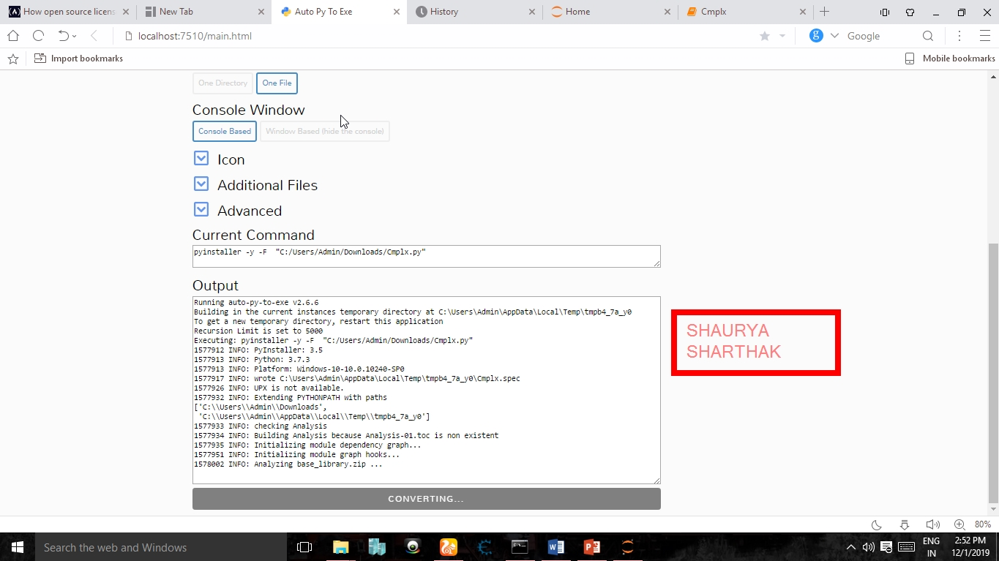 How open source licens
New Tab
Auto Py To Exe
History
Home
Cmplx
localhost:7510/main.html
g
Google
Import bookmarks
Mobile bookmarks
One Directory
One File
Console Window
Console Based
Window Based (hide the console)
Icon
Additional Files
Advanced
Current Command
pyinstaller -y -F  "C:/Users/Admin/Downloads/Cmplx.py"
Output
Running auto-py-to-exe v2.6.6
Building in the current instances temporary directory at C:\Users\Admin\AppData\Local\Temp\tmpb4_7a_y0
To get a new temporary directory, restart this application
Recursion Limit is set to 5000
Executing: pyinstaller -y -F  "C:/Users/Admin/Downloads/Cmplx.py"
1577912 INFO: PyInstaller: 3.5
1577913 INFO: Python: 3.7.3
1577913 INFO: Platform: Windows-10-10.0.10240-SP0
1577917 INFO: wrote C:\Users\Admin\AppData\Local\Temp\tmpb4_7a_y0\Cmplx.spec
1577926 INFO: UPX is not available.
1577932 INFO: Extending PYTHONPATH with paths
['C:\\Users\\Admin\\Downloads',
 'C:\\Users\\Admin\\AppData\\Local\\Temp\\tmpb4_7a_y0']
1577933 INFO: checking Analysis
1577934 INFO: Building Analysis because Analysis-01.toc is non existent
1577935 INFO: Initializing module dependency graph...
1577951 INFO: Initializing module graph hooks...
1578002 INFO: Analyzing base_library.zip ...
SHAURYA
SHARTHAK
CONVERTING...
80%
Search the web and Windows
ENG
IN
2:52 PM
12/1/2019